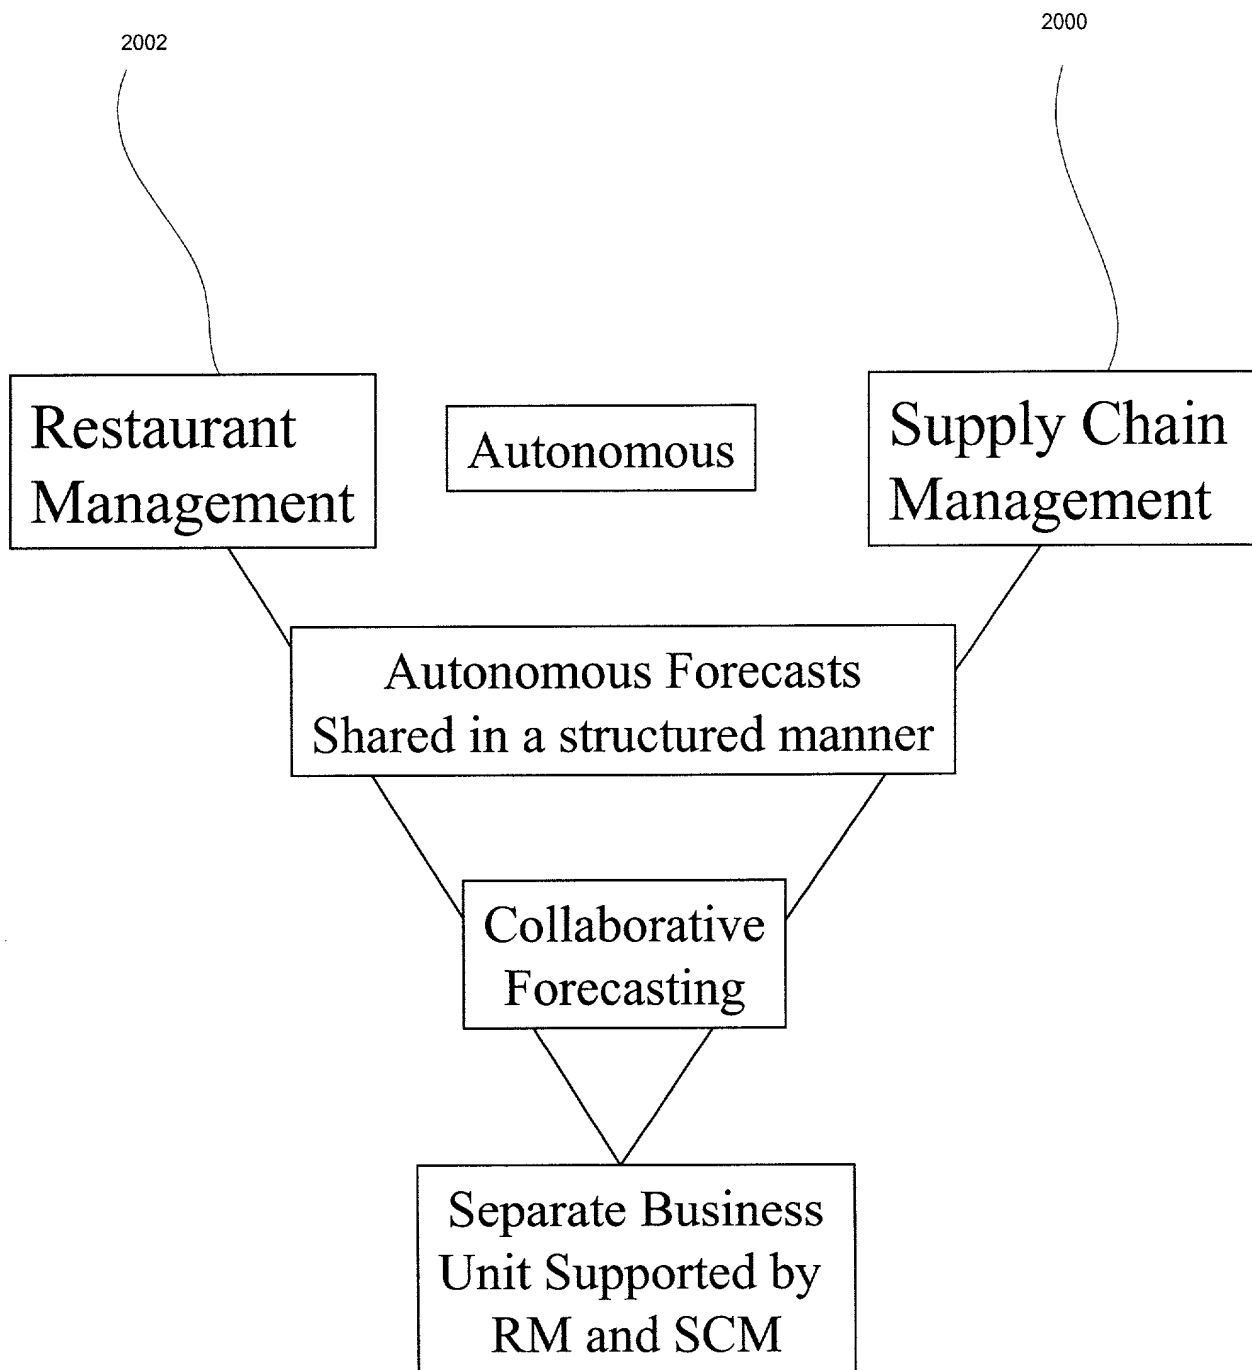 2002
2000
Restaurant
Management
Autonomous
Supply Chain
Management
Autonomous Forecasts
Shared in a structured manner
Collaborative
Forecasting
Separate Business
Unit Supported by
RM and SCM